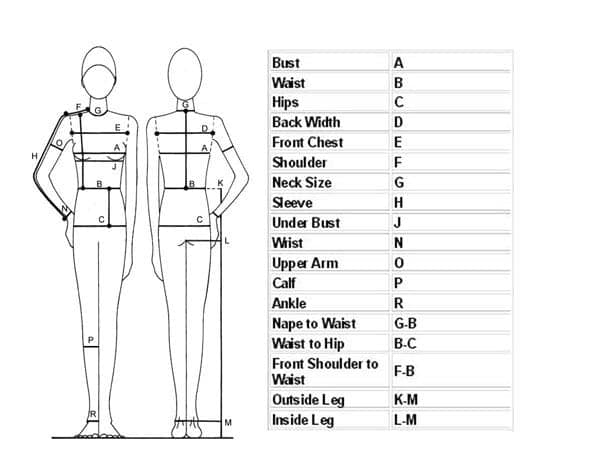 F
G
E
D
O
A
A
H
J
B
B
K
N
C
C
L
P
R
M
G
Bust A
Waist B
Hips C
Back Width D
Front Chest E
Shoulder F
Neck Size G
Sleeve H
Under Bust J
Wrist N
Upper Arm O
Calf P
Ankle R
Nape to Waist G-B
Waist to Hip B-C
Front Shoulder to
Waist F-B
Outside Leg K-M
Inside Leg L-M